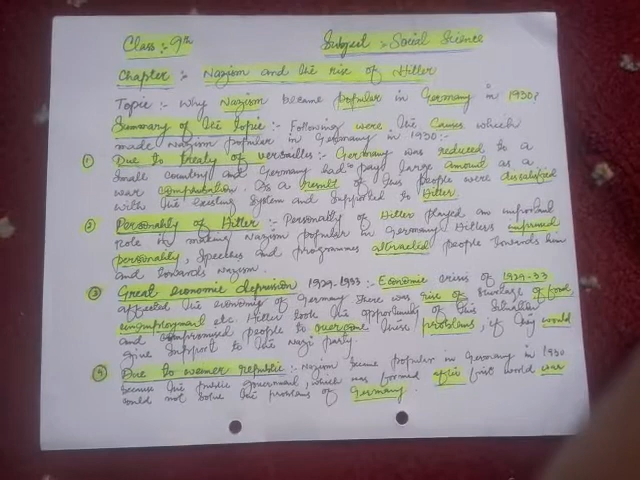 Class :- 9th Subject :- Social Science
Chapter :- Nazism and the rise of Hitler
Topic :- Why Nazism became popular in Germany in 1930?
Summary of the topic :- Following were the causes which
made Nazism popular in Germany in 1930 :-
① Due to treaty of versailles :- Germany was reduced to a
small country and Germany had pay large amount as a
war . As a result of this people were dissatisfied
with the existing system and supported to Hitler.
② Personality of Hitler :- Personality of Hitler played an important
role in making Nazism popular in Germany Hitler's
personality, speeches and programmes attracted people towards him
and towards Nazism.
③ Great economic depression 1929-1933 :- Economic crisis of 1929-33
affected the economy of Germany there was rise of shortage of food
unemployment etc Hitler took the opportunity of this situation
and people to overcome these problems, if they would
give support to the Nazi party.
④ Due to weimer republic :- Nazism became popular in Germany in 1930
because the public government, which was formed after first world war
could not solve the problems of Germany.